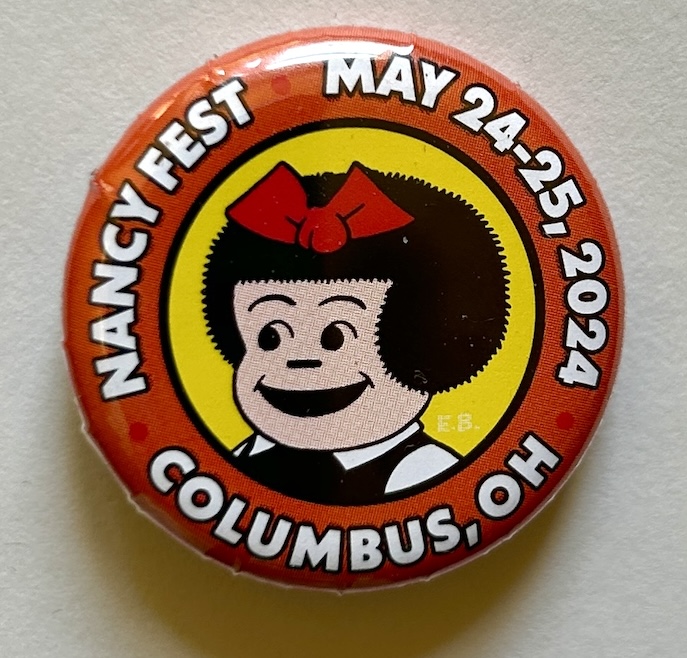 NANCY FEST
MAY 24-25, 2024
E.B.
COLUMBUS, OH